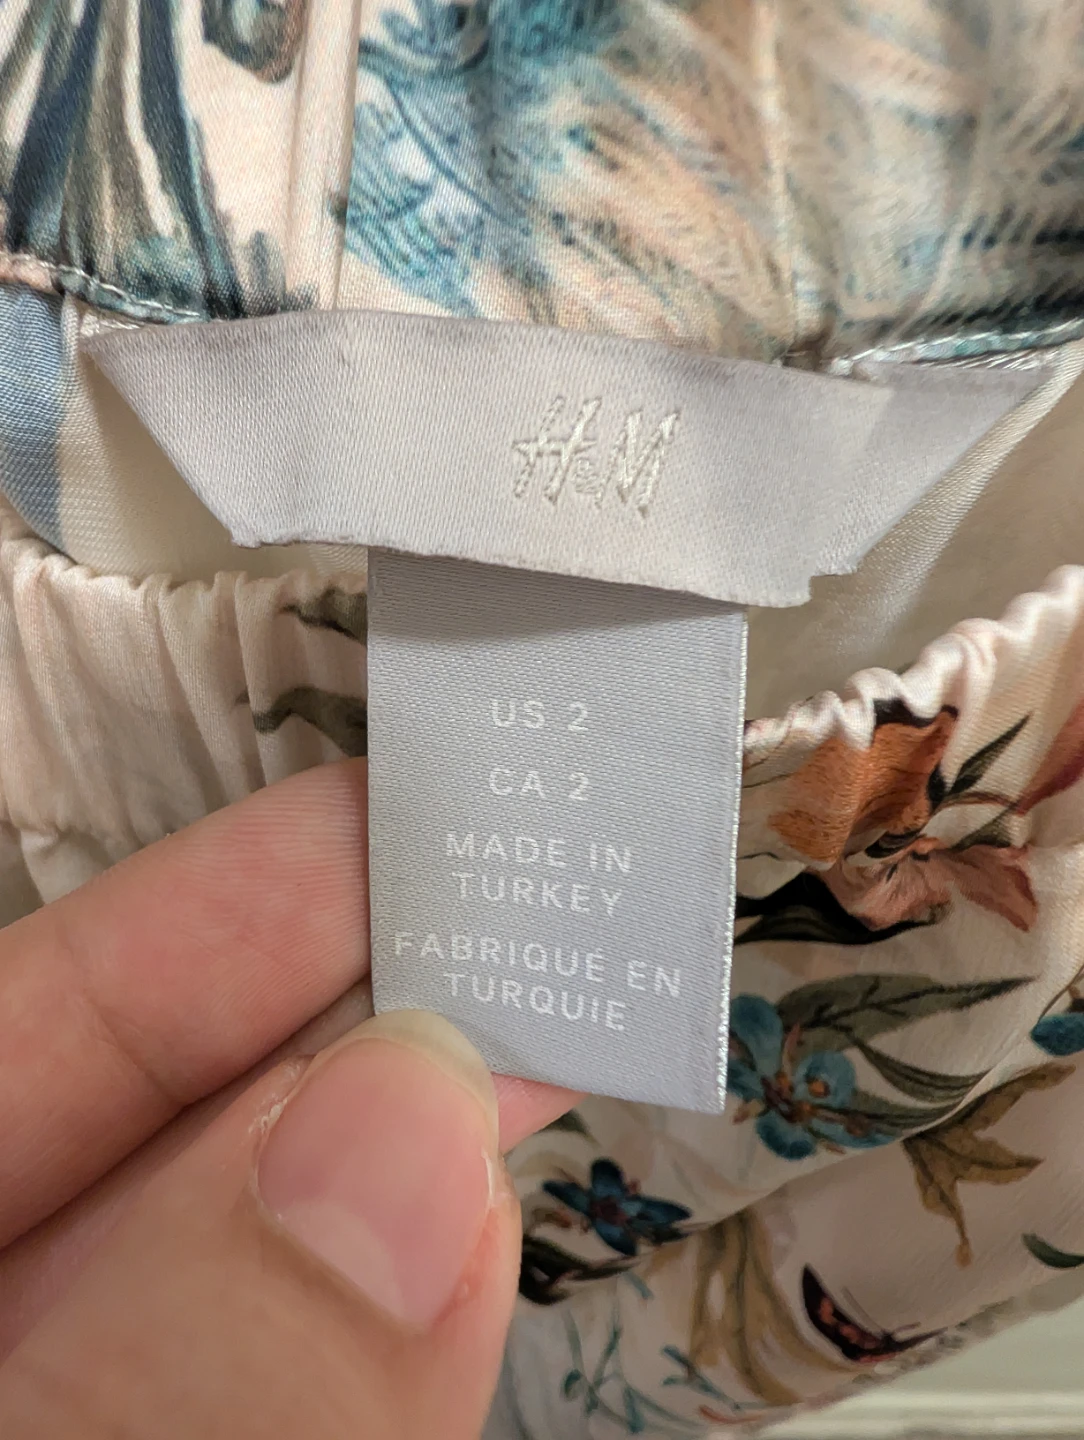 H&M
US 2
CA 2
MADE IN
TURKEY
FABRIQUÉ EN
TURQUIE